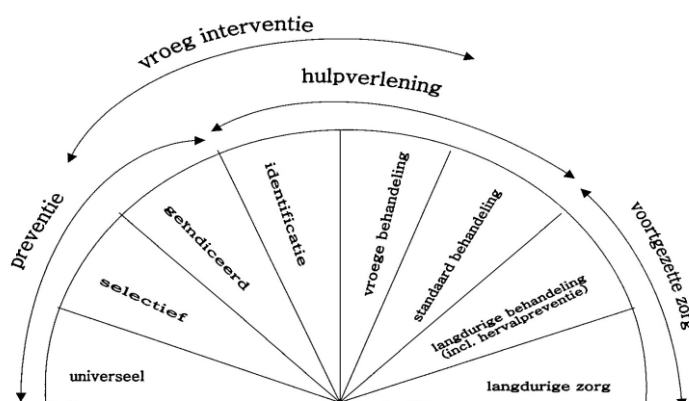 vroeg interventie
hulpverlening
preventie
voortgezette zorg
universeel
selectief
geïndiceerd
identificatie
vroege behandeling
standaard behandeling
langdurige behandeling
(incl. hervalpreventie)
langdurige zorg